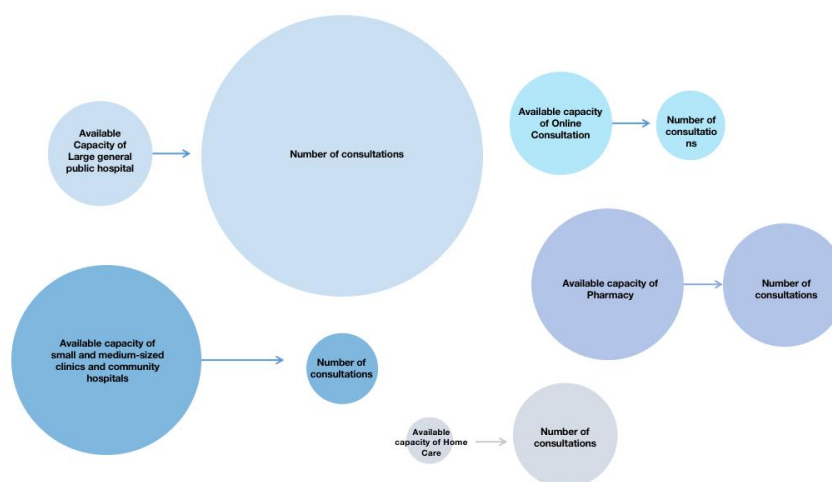 Available
Capacity of
Large general
public hospital
Number of consultations
Available capacity
of Online
Consultation
Number of
consultatio
ns
Available capacity of
Pharmacy
Number of
consultations
Available capacity of
small and medium-sized
clinics and community
hospitals
Number of
consultations
Available
capacity of Home
Care
Number of
consultations